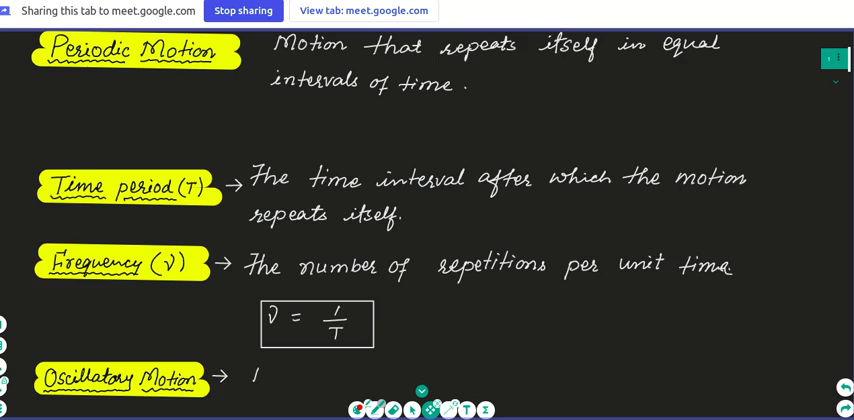 Sharing this tab to meet.google.com Stop sharing View tab: meet.google.com
Periodic Motion Motion that repeats itself in equal
intervals of time.
1
Time period (T) → The time interval after which the motion
repeats itself.
Frequency (ν) → The number of repetitions per unit time.
ν = 1/T
Oscillatory Motion →
T Σ